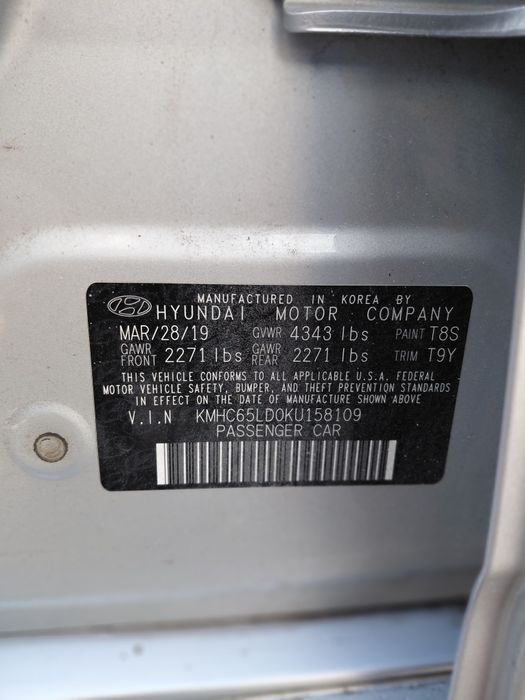 MANUFACTURED IN KOREA BY
HYUNDAI MOTOR COMPANY
MAR/28/19 GVWR 4343 lbs PAINT T8S
GAWR FRONT 2271 lbs GAWR REAR 2271 lbs TRIM T9Y
THIS VEHICLE CONFORMS TO ALL APPLICABLE U.S.A. FEDERAL
MOTOR VEHICLE SAFETY, BUMPER, AND THEFT PREVENTION STANDARDS
IN EFFECT ON THE DATE OF MANUFACTURE SHOWN ABOVE.
V.I.N KMHC65LD0KU158109
PASSENGER CAR